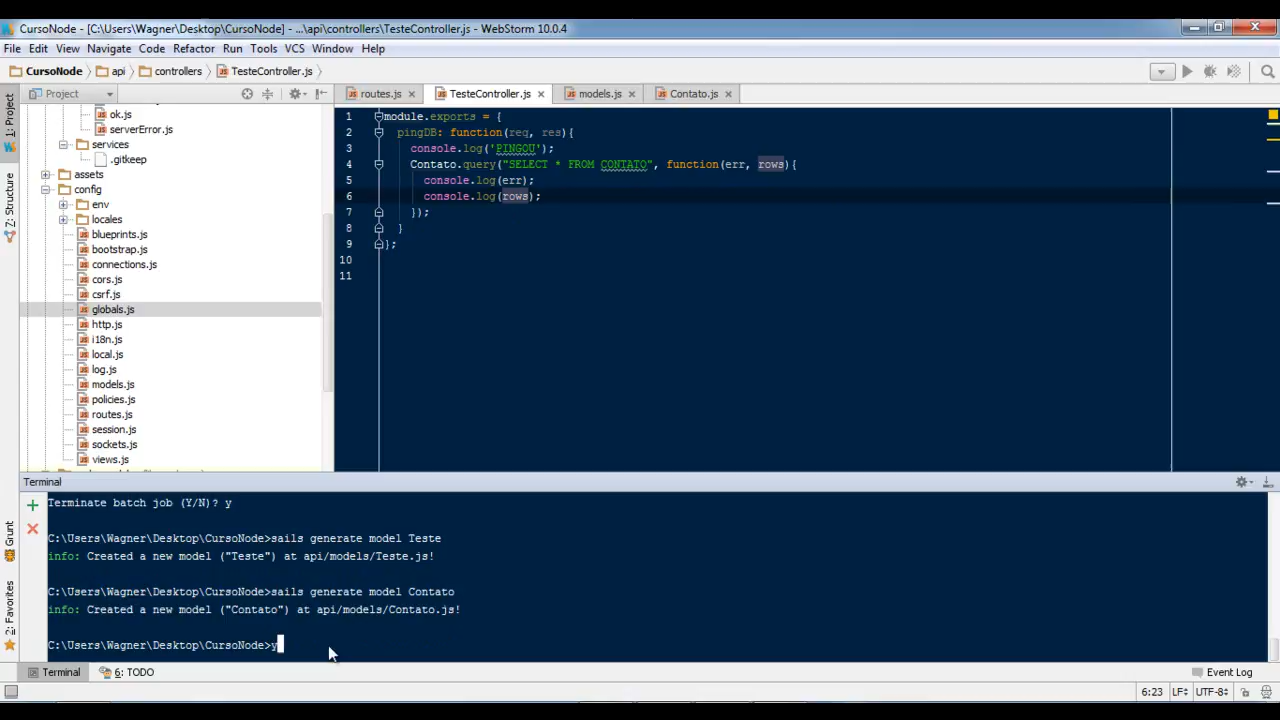 CursoNode - [C:\Users\Wagner\Desktop\CursoNode] - ...\api\controllers\TesteController.js - WebStorm 10.0.4
File Edit View Navigate Code Refactor Run Tools VCS Window Help
CursoNode api controllers TesteController.js
1: Project
Z: Structure
2: Favorites
Grunt
Project
ok.js
serverError.js
services
.gitkeep
assets
config
env
locales
blueprints.js
bootstrap.js
connections.js
cors.js
csrf.js
globals.js
http.js
i18n.js
local.js
log.js
models.js
policies.js
routes.js
session.js
sockets.js
views.js
routes.js TesteController.js models.js Contato.js
1 module.exports = {
2 pingDB: function(req, res){
3 console.log('PINGOU');
4 Contato.query("SELECT * FROM CONTATO", function(err, rows){
5 console.log(err);
6 console.log(rows);
7 });
8 }
9 };
10
11
Terminal
Terminate batch job (Y/N)? y
C:\Users\Wagner\Desktop\CursoNode>sails generate model Teste
info: Created a new model ("Teste") at api/models/Teste.js!
C:\Users\Wagner\Desktop\CursoNode>sails generate model Contato
info: Created a new model ("Contato") at api/models/Contato.js!
C:\Users\Wagner\Desktop\CursoNode>y
Terminal 6: TODO Event Log
6:23 LF UTF-8